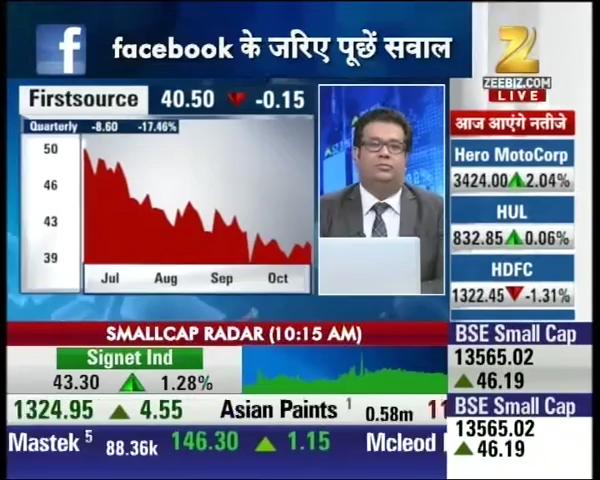 f
facebook के जरिए पूछें सवाल
Z
ZEEBIZ.COM
LIVE
Firstsource 40.50 -0.15
Quarterly -8.60 -17.46%
50
46
43
39
Jul Aug Sep Oct
आज आएंगे नतीजे
Hero MotoCorp
3424.00 2.04%
HUL
832.85 0.06%
HDFC
1322.45 -1.31%
SMALLCAP RADAR (10:15 AM)
Signet Ind
43.30 1.28%
BSE Small Cap
13565.02
46.19
1324.95 4.55 Asian Paints 1 0.58m 11
BSE Small Cap
13565.02
46.19
Mastek 5 88.36k 146.30 1.15 Mcleod